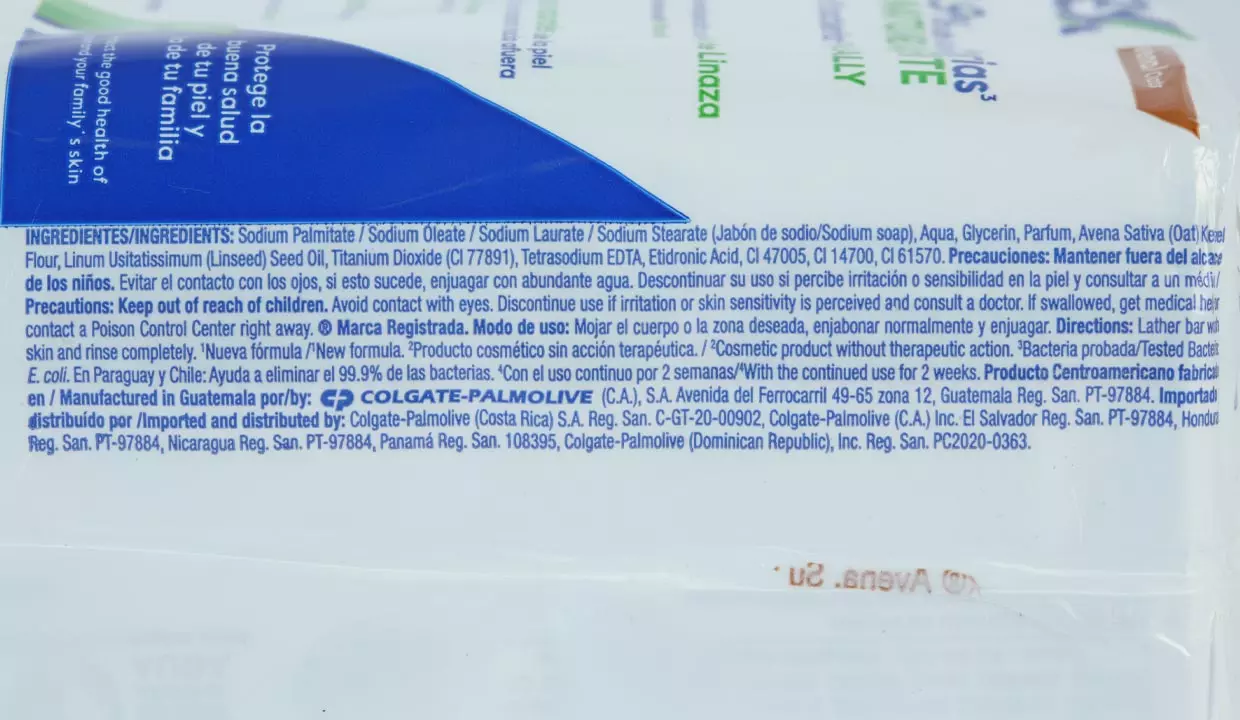 Protege la
buena salud
de tu piel y
de tu familia
the good health of
your family's skin
la piel
Linaza
rias³
INGREDIENTES/INGREDIENTS: Sodium Palmitate / Sodium Oleate / Sodium Laurate / Sodium Stearate (Jabón de sodio/Sodium soap), Aqua, Glycerin, Parfum, Avena Sativa (Oat) Kernel
Flour, Linum Usitatissimum (Linseed) Seed Oil, Titanium Dioxide (CI 77891), Tetrasodium EDTA, Etidronic Acid, CI 47005, CI 14700, CI 61570. Precauciones: Mantener fuera del alcance
de los niños. Evitar el contacto con los ojos, si esto sucede, enjuagar con abundante agua. Descontinuar su uso si percibe irritación o sensibilidad en la piel y consultar a un médico/
Precautions: Keep out of reach of children. Avoid contact with eyes. Discontinue use if irritation or skin sensitivity is perceived and consult a doctor. If swallowed, get medical help or
contact a Poison Control Center right away. ® Marca Registrada. Modo de uso: Mojar el cuerpo o la zona deseada, enjabonar normalmente y enjuagar. Directions: Lather bar with
skin and rinse completely. ¹Nueva fórmula /¹New formula. ²Producto cosmético sin acción terapéutica. / ²Cosmetic product without therapeutic action. ³Bacteria probada/Tested Bacteria
E. coli. En Paraguay y Chile: Ayuda a eliminar el 99.9% de las bacterias. ⁴Con el uso continuo por 2 semanas/⁴With the continued use for 2 weeks. Producto Centroamericano fabricado
en / Manufactured in Guatemala por/by: CP COLGATE-PALMOLIVE (C.A.), S.A. Avenida del Ferrocarril 49-65 zona 12, Guatemala Reg. San. PT-97884. Importado
distribuído por /Imported and distributed by: Colgate-Palmolive (Costa Rica) S.A. Reg. San. C-GT-20-00902, Colgate-Palmolive (C.A.) Inc. El Salvador Reg. San. PT-97884, Honduras
Reg. San. PT-97884, Nicaragua Reg. San. PT-97884, Panamá Reg. San. 108395, Colgate-Palmolive (Dominican Republic), Inc. Reg. San. PC2020-0363.
Avena. Su